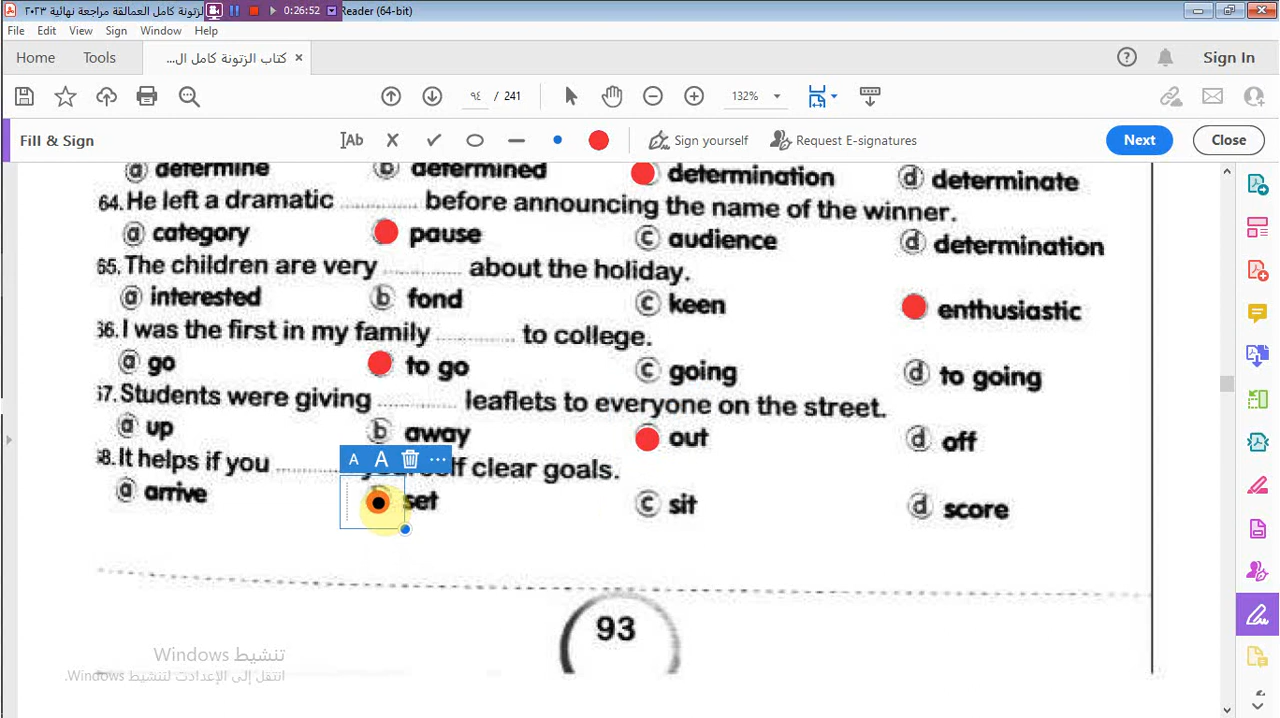 الزتونة كامل العمالقة مراجعة نهائية ٢٠٢٣ 0:26:52 Reader (64-bit)
File Edit View Sign Window Help
Home Tools كتاب الزتونة كامل ال... × Sign In
٩٤ / 241 132%
Fill & Sign Ab Sign yourself Request E-signatures Next Close
a determine b determined determination d determinate
64. He left a dramatic ............ before announcing the name of the winner.
a category pause c audience d determination
65. The children are very ............ about the holiday.
a interested b fond c keen enthusiastic
66. I was the first in my family ............ to college.
a go to go c going d to going
67. Students were giving ............ leaflets to everyone on the street.
a up b away out d off
68. It helps if you ............ yourself clear goals.
A A ...
a arrive set c sit d score
93
تنشيط Windows
انتقل إلى الإعدادات لتنشيط Windows.